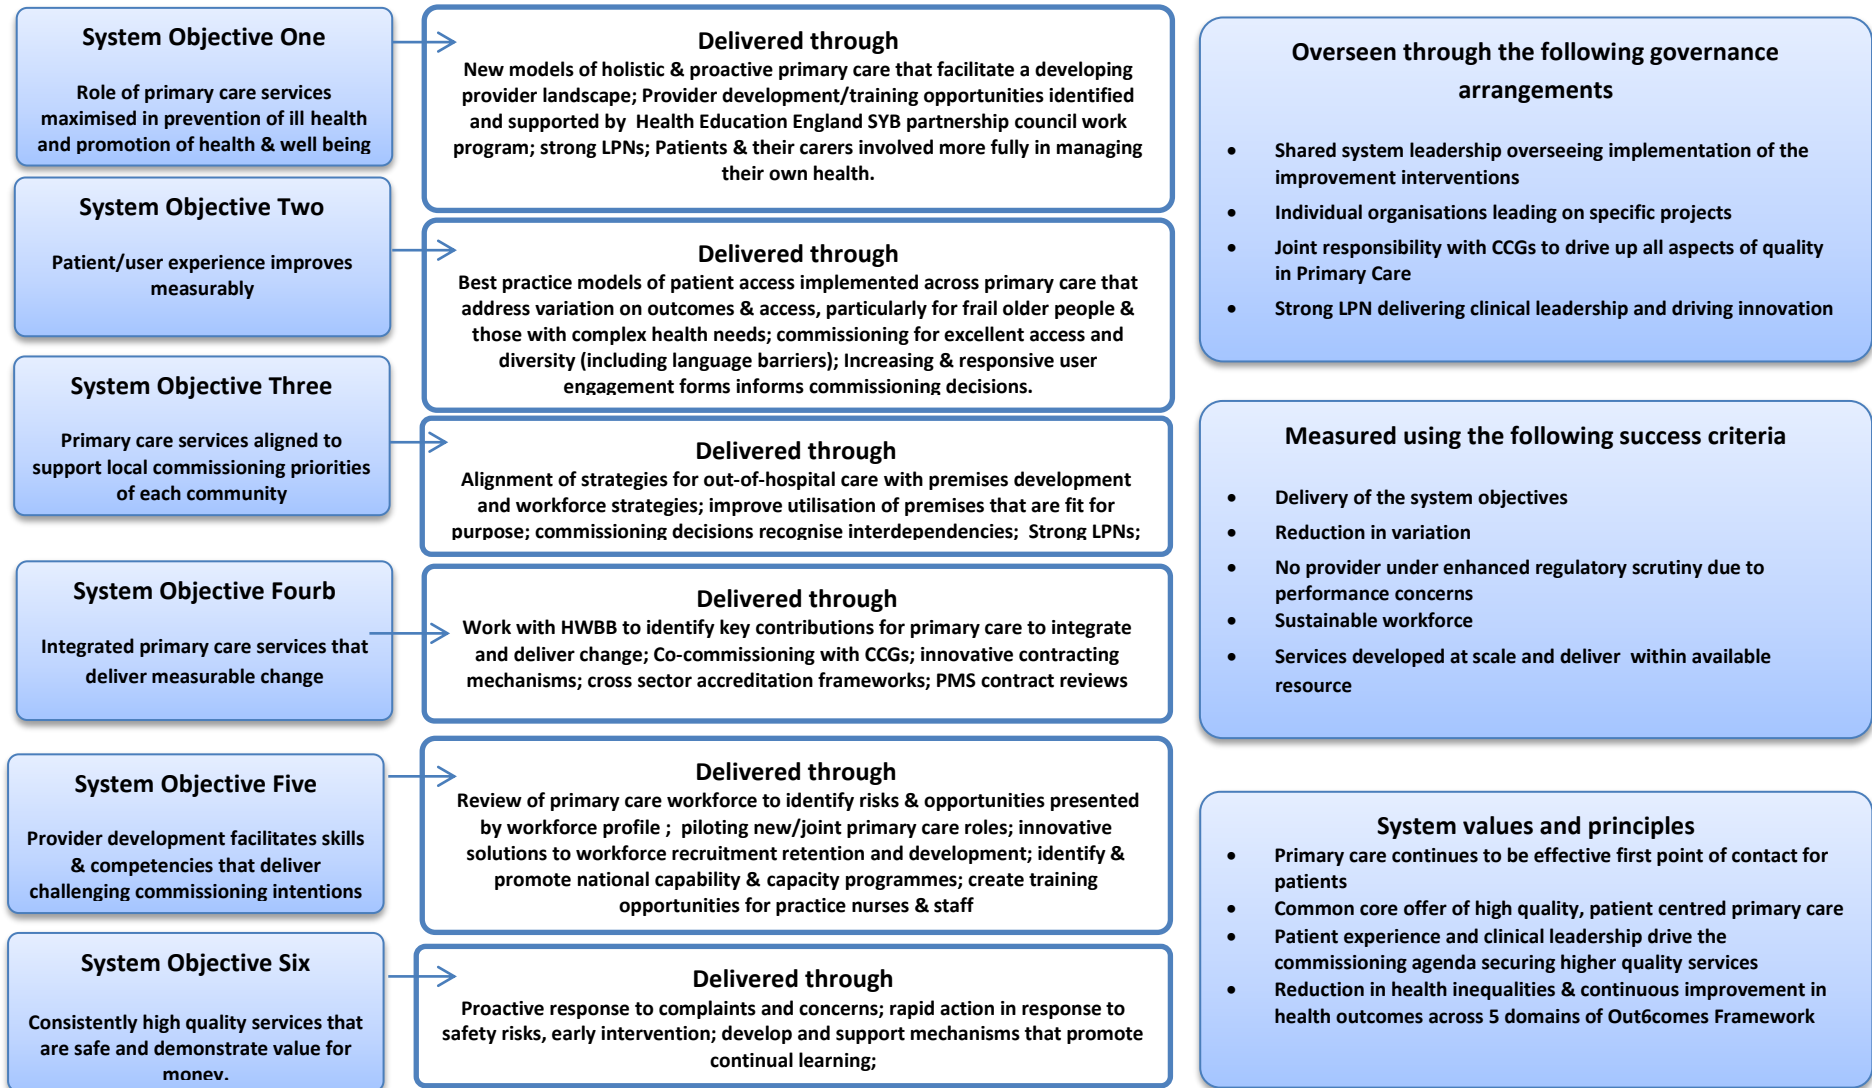 System Objective One
Role of primary care services
maximised in prevention of ill health
and promotion of health & well being
Delivered through
New models of holistic & proactive primary care that facilitate a developing
provider landscape; Provider development/training opportunities identified
and supported by Health Education England SYB partnership council work
program; strong LPNs; Patients & their carers involved more fully in managing
their own health.
System Objective Two
Patient/user experience improves
measurably
Delivered through
Best practice models of patient access implemented across primary care that
address variation on outcomes & access, particularly for frail older people &
those with complex health needs; commissioning for excellent access and
diversity (including language barriers); Increasing & responsive user
engagement forms informs commissioning decisions.
System Objective Three
Primary care services aligned to
support local commissioning priorities
of each community
Delivered through
Alignment of strategies for out-of-hospital care with premises development
and workforce strategies; improve utilisation of premises that are fit for
purpose; commissioning decisions recognise interdependencies; Strong LPNs;
System Objective Fourb
Integrated primary care services that
deliver measurable change
Delivered through
Work with HWBB to identify key contributions for primary care to integrate
and deliver change; Co-commissioning with CCGs; innovative contracting
mechanisms; cross sector accreditation frameworks; PMS contract reviews
System Objective Five
Provider development facilitates skills
& competencies that deliver
challenging commissioning intentions
Delivered through
Review of primary care workforce to identify risks & opportunities presented
by workforce profile ; piloting new/joint primary care roles; innovative
solutions to workforce recruitment retention and development; identify &
promote national capability & capacity programmes; create training
opportunities for practice nurses & staff
System Objective Six
Consistently high quality services that
are safe and demonstrate value for
money.
Delivered through
Proactive response to complaints and concerns; rapid action in response to
safety risks, early intervention; develop and support mechanisms that promote
continual learning;
Overseen through the following governance
arrangements
• Shared system leadership overseeing implementation of the
improvement interventions
• Individual organisations leading on specific projects
• Joint responsibility with CCGs to drive up all aspects of quality
in Primary Care
• Strong LPN delivering clinical leadership and driving innovation
Measured using the following success criteria
• Delivery of the system objectives
• Reduction in variation
• No provider under enhanced regulatory scrutiny due to
performance concerns
• Sustainable workforce
• Services developed at scale and deliver within available
resource
System values and principles
• Primary care continues to be effective first point of contact for
patients
• Common core offer of high quality, patient centred primary care
• Patient experience and clinical leadership drive the
commissioning agenda securing higher quality services
• Reduction in health inequalities & continuous improvement in
health outcomes across 5 domains of Out6comes Framework